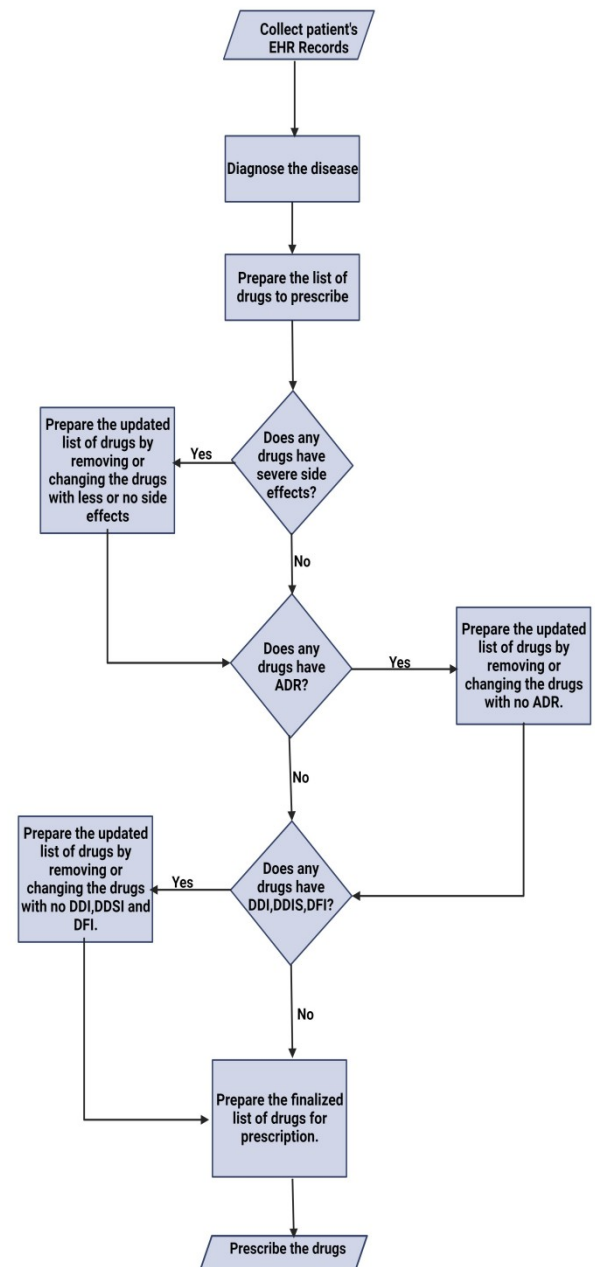 Collect patient's
EHR Records
Diagnose the disease
Prepare the list of
drugs to prescribe
Does any
drugs have
severe side
effects?
Yes
Prepare the updated
list of drugs by
removing or
changing the drugs
with less or no side
effects
No
Does any
drugs have
ADR?
Yes
Prepare the updated
list of drugs by
removing or
changing the drugs
with no ADR.
No
Does any
drugs have
DDI,DDIS,DFI?
Yes
Prepare the updated
list of drugs by
removing or
changing the drugs
with no DDI,DDSI and
DFI.
No
Prepare the finalized
list of drugs for
prescription.
Prescribe the drugs